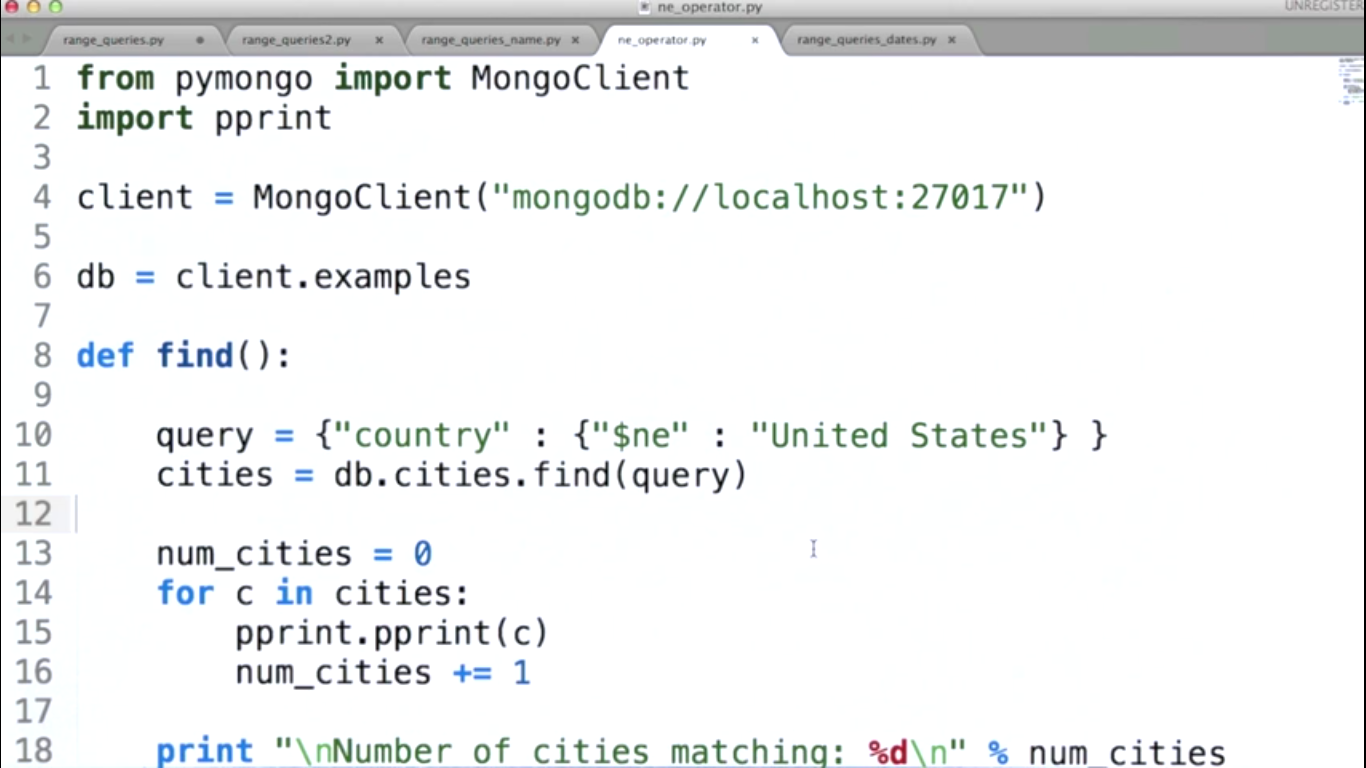 ne_operator.py
UNREGISTER
range_queries.py
range_queries2.py
range_queries_name.py
ne_operator.py
range_queries_dates.py
1 from pymongo import MongoClient
2 import pprint
3
4 client = MongoClient("mongodb://localhost:27017")
5
6 db = client.examples
7
8 def find():
9
10 query = {"country" : {"$ne" : "United States"} }
11 cities = db.cities.find(query)
12
13 num_cities = 0
14 for c in cities:
15 pprint.pprint(c)
16 num_cities += 1
17
18 print "\nNumber of cities matching: %d\n" % num_cities